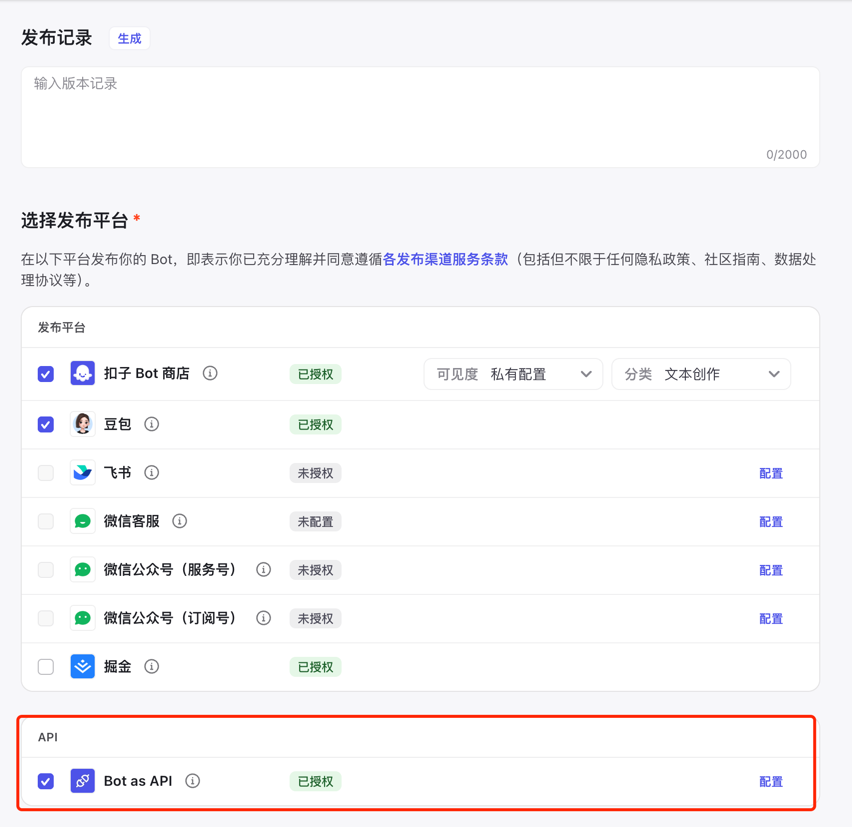 发布记录 生成
输入版本记录
0/2000
选择发布平台 *
在以下平台发布你的 Bot，即表示你已充分理解并同意遵循各发布渠道服务条款（包括但不限于任何隐私政策、社区指南、数据处
理协议等）。
发布平台
扣子 Bot 商店 已授权 可见度 私有配置 分类 文本创作
豆包 已授权
飞书 未授权 配置
微信客服 未配置 配置
微信公众号（服务号） 未授权 配置
微信公众号（订阅号） 未授权 配置
掘金 已授权
API
Bot as API 已授权 配置